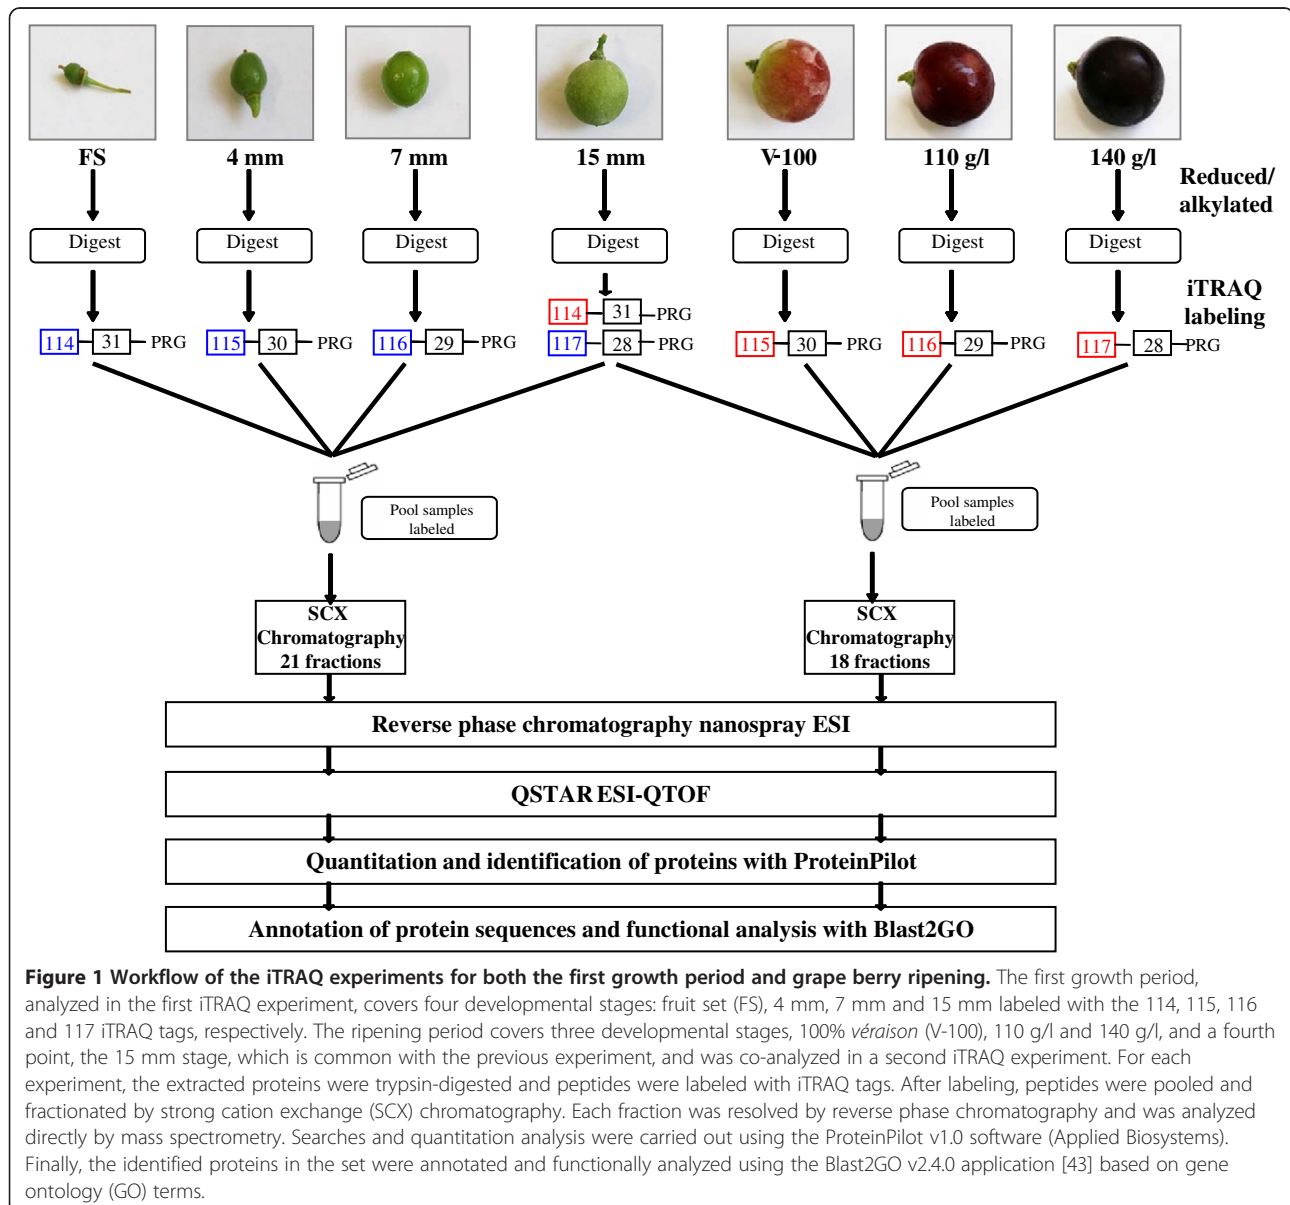 FS
4 mm
7 mm
15 mm
V-100
110 g/l
140 g/l
Reduced/
alkylated
Digest
Digest
Digest
Digest
Digest
Digest
Digest
iTRAQ
labeling
114 31 PRG
115 30 PRG
116 29 PRG
114 31 PRG
117 28 PRG
115 30 PRG
116 29 PRG
117 28 PRG
Pool samples
labeled
Pool samples
labeled
SCX
Chromatography
21 fractions
SCX
Chromatography
18 fractions
Reverse phase chromatography nanospray ESI
QSTAR ESI-QTOF
Quantitation and identification of proteins with ProteinPilot
Annotation of protein sequences and functional analysis with Blast2GO
Figure 1 Workflow of the iTRAQ experiments for both the first growth period and grape berry ripening. The first growth period,
analyzed in the first iTRAQ experiment, covers four developmental stages: fruit set (FS), 4 mm, 7 mm and 15 mm labeled with the 114, 115, 116
and 117 iTRAQ tags, respectively. The ripening period covers three developmental stages, 100% véraison (V-100), 110 g/l and 140 g/l, and a fourth
point, the 15 mm stage, which is common with the previous experiment, and was co-analyzed in a second iTRAQ experiment. For each
experiment, the extracted proteins were trypsin-digested and peptides were labeled with iTRAQ tags. After labeling, peptides were pooled and
fractionated by strong cation exchange (SCX) chromatography. Each fraction was resolved by reverse phase chromatography and was analyzed
directly by mass spectrometry. Searches and quantitation analysis were carried out using the ProteinPilot v1.0 software (Applied Biosystems).
Finally, the identified proteins in the set were annotated and functionally analyzed using the Blast2GO v2.4.0 application [43] based on gene
ontology (GO) terms.